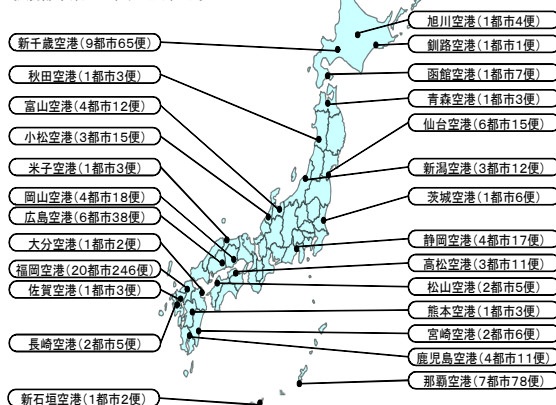 新千歳空港(9都市65便)
秋田空港(1都市3便)
富山空港(4都市12便)
小松空港(3都市15便)
米子空港(1都市3便)
岡山空港(4都市18便)
広島空港(6都市38便)
大分空港(1都市2便)
福岡空港(20都市246便)
佐賀空港(1都市3便)
長崎空港(2都市5便)
新石垣空港(1都市2便)
旭川空港(1都市4便)
釧路空港(1都市1便)
函館空港(1都市7便)
青森空港(1都市3便)
仙台空港(6都市15便)
新潟空港(3都市12便)
茨城空港(1都市6便)
静岡空港(4都市17便)
高松空港(3都市11便)
松山空港(2都市5便)
熊本空港(1都市3便)
宮崎空港(2都市6便)
鹿児島空港(4都市11便)
那覇空港(7都市78便)